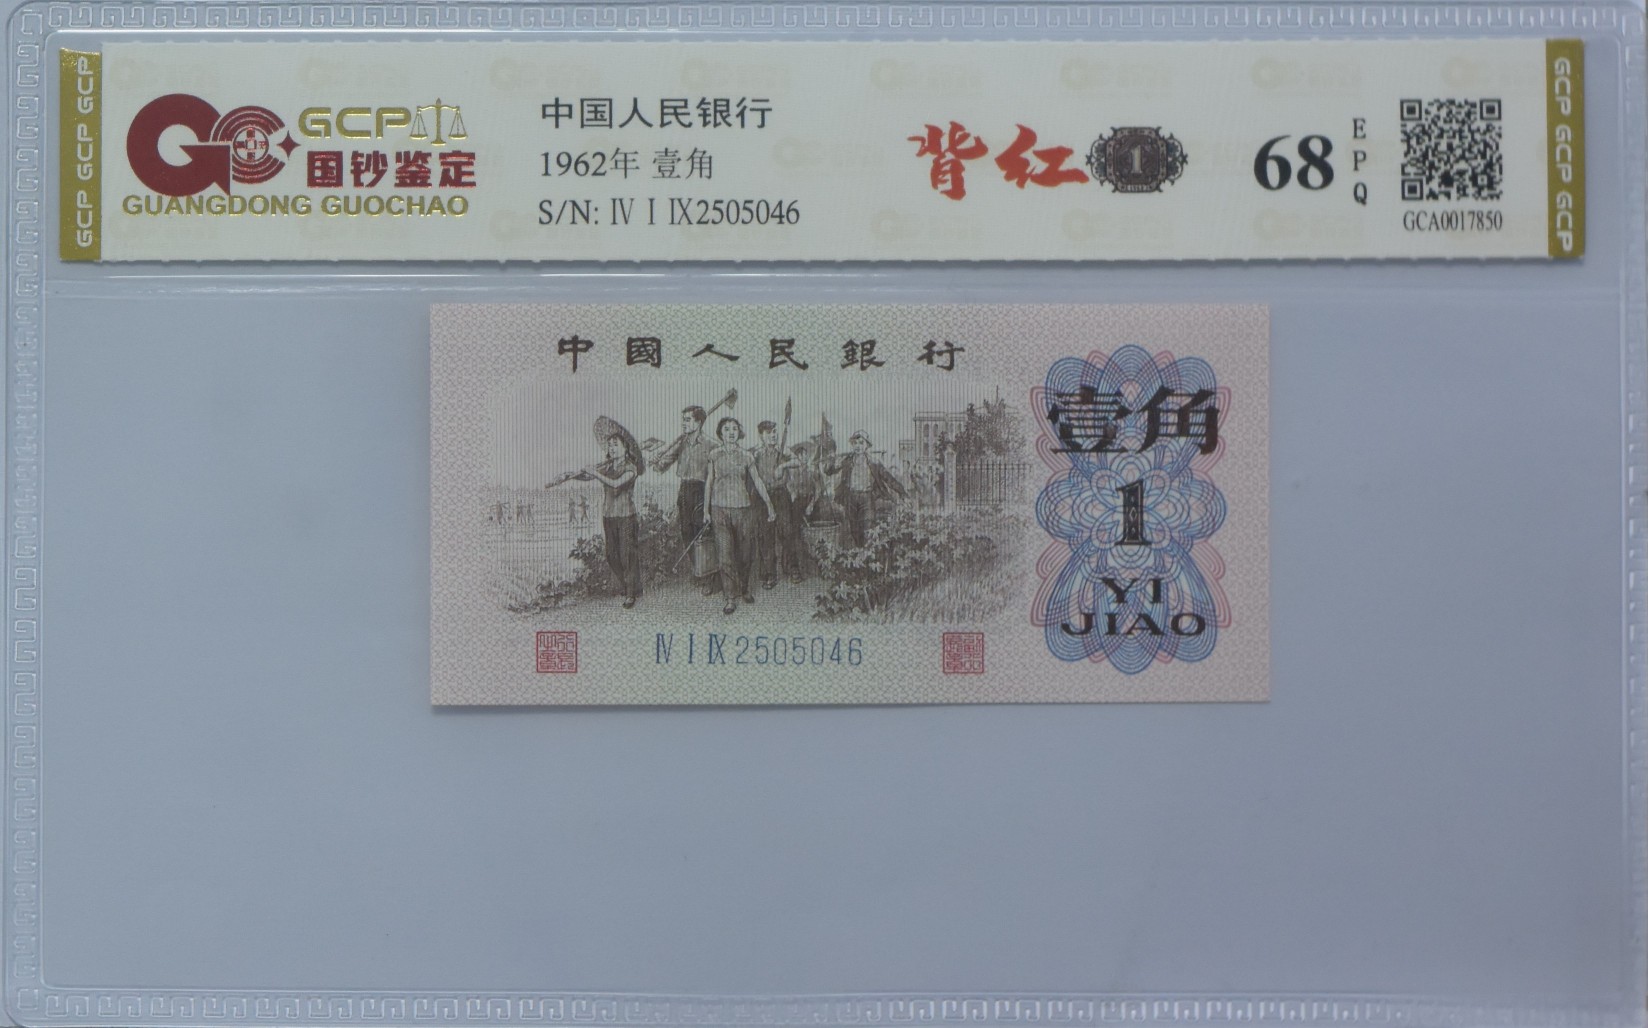 GCP GCP GCP
GCP
国钞鉴定
GUANGDONG GUOCHAO
中国人民银行
1962年 壹角
S/N: Ⅳ Ⅰ Ⅸ2505046
背红
1
68
EPQ
GCA0017850
GCP GCP GCP
中國人民銀行
壹角
1
YI
JIAO
Ⅳ Ⅰ Ⅸ 2505046